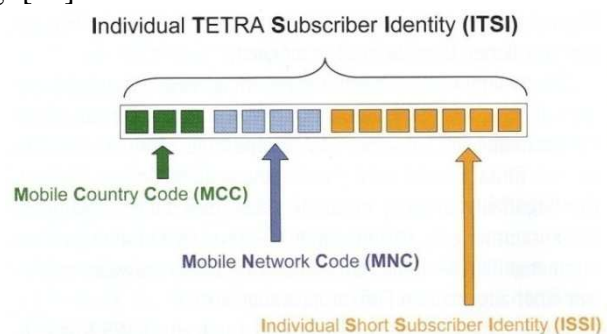 Individual TETRA Subscriber Identity (ITSI)
Mobile Country Code (MCC)
Mobile Network Code (MNC)
Individual Short Subscriber Identity (ISSI)